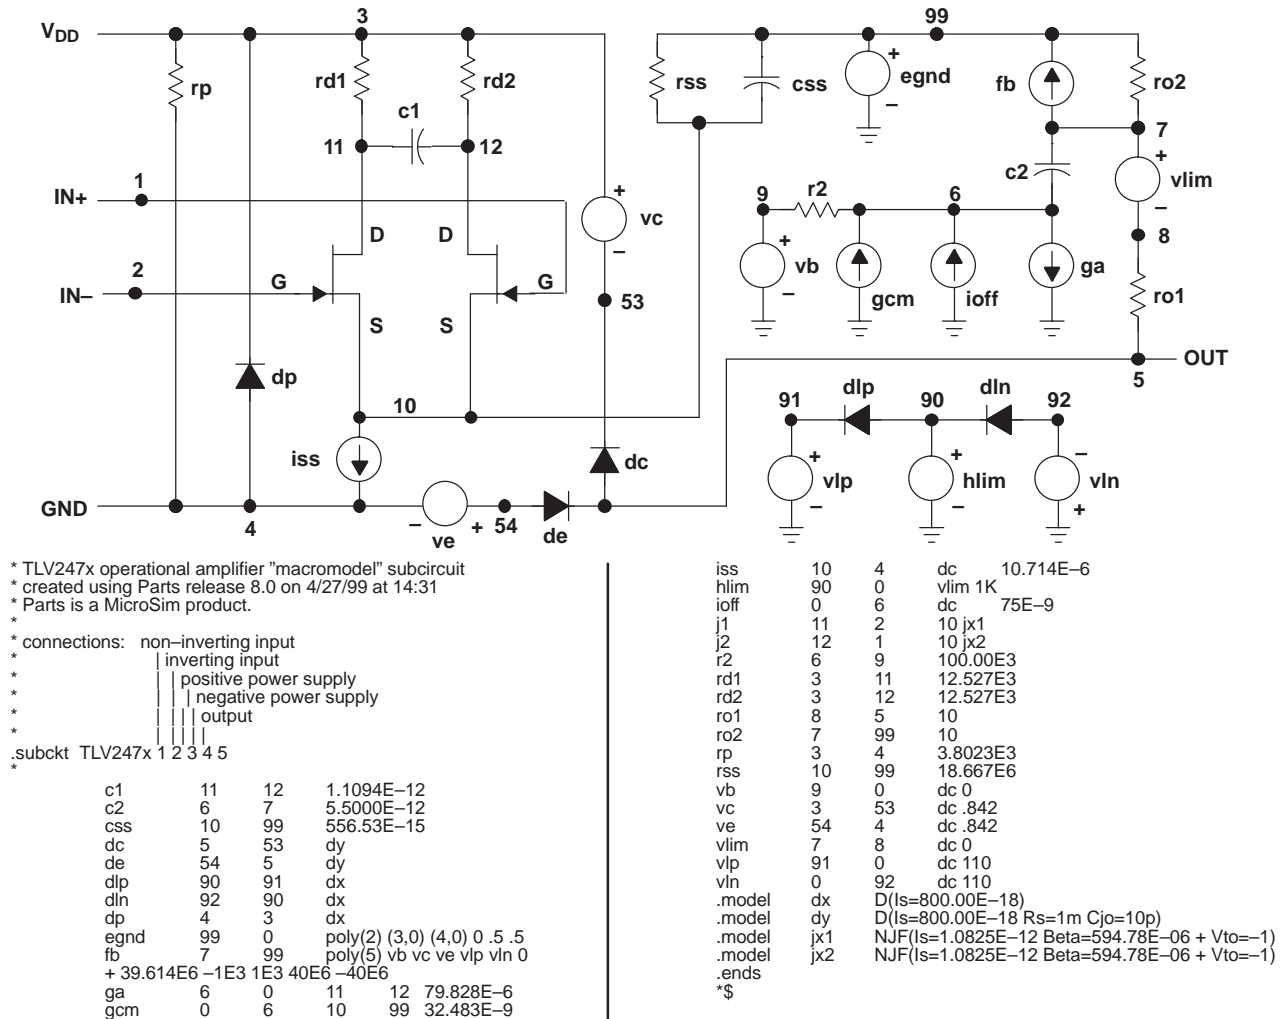 3
99
VDD
rp
rd1
rd2
c1
11
12
1
IN+
2
IN–
D
D
G
G
S
S
+
vc
–
53
dp
10
iss
dc
GND
4
–
ve
+
54
de
rss
css
+
egnd
–
fb
ro2
7
c2
+
vlim
–
8
9
r2
6
+
vb
–
gcm
ioff
ga
ro1
OUT
5
91
dlp
90
dln
92
+
vlp
–
+
hlim
–
–
vln
+
* TLV247x operational amplifier ”macromodel” subcircuit
* created using Parts release 8.0 on 4/27/99 at 14:31
* Parts is a MicroSim product.
*
* connections: non–inverting input
* | inverting input
* | | positive power supply
* | | | negative power supply
* | | | | output
* | | | | |
.subckt TLV247x 1 2 3 4 5
*
c1 11 12 1.1094E–12
c2 6 7 5.5000E–12
css 10 99 556.53E–15
dc 5 53 dy
de 54 5 dy
dlp 90 91 dx
dln 92 90 dx
dp 4 3 dx
egnd 99 0 poly(2) (3,0) (4,0) 0 .5 .5
fb 7 99 poly(5) vb vc ve vlp vln 0
+ 39.614E6 –1E3 1E3 40E6 –40E6
ga 6 0 11 12 79.828E–6
gcm 0 6 10 99 32.483E–9
iss 10 4 dc 10.714E–6
hlim 90 0 vlim 1K
ioff 0 6 dc 75E–9
j1 11 2 10 jx1
j2 12 1 10 jx2
r2 6 9 100.00E3
rd1 3 11 12.527E3
rd2 3 12 12.527E3
ro1 8 5 10
ro2 7 99 10
rp 3 4 3.8023E3
rss 10 99 18.667E6
vb 9 0 dc 0
vc 3 53 dc .842
ve 54 4 dc .842
vlim 7 8 dc 0
vlp 91 0 dc 110
vln 0 92 dc 110
.model dx D(Is=800.00E–18)
.model dy D(Is=800.00E–18 Rs=1m Cjo=10p)
.model jx1 NJF(Is=1.0825E–12 Beta=594.78E–06 + Vto=–1)
.model jx2 NJF(Is=1.0825E–12 Beta=594.78E–06 + Vto=–1)
.ends
*$